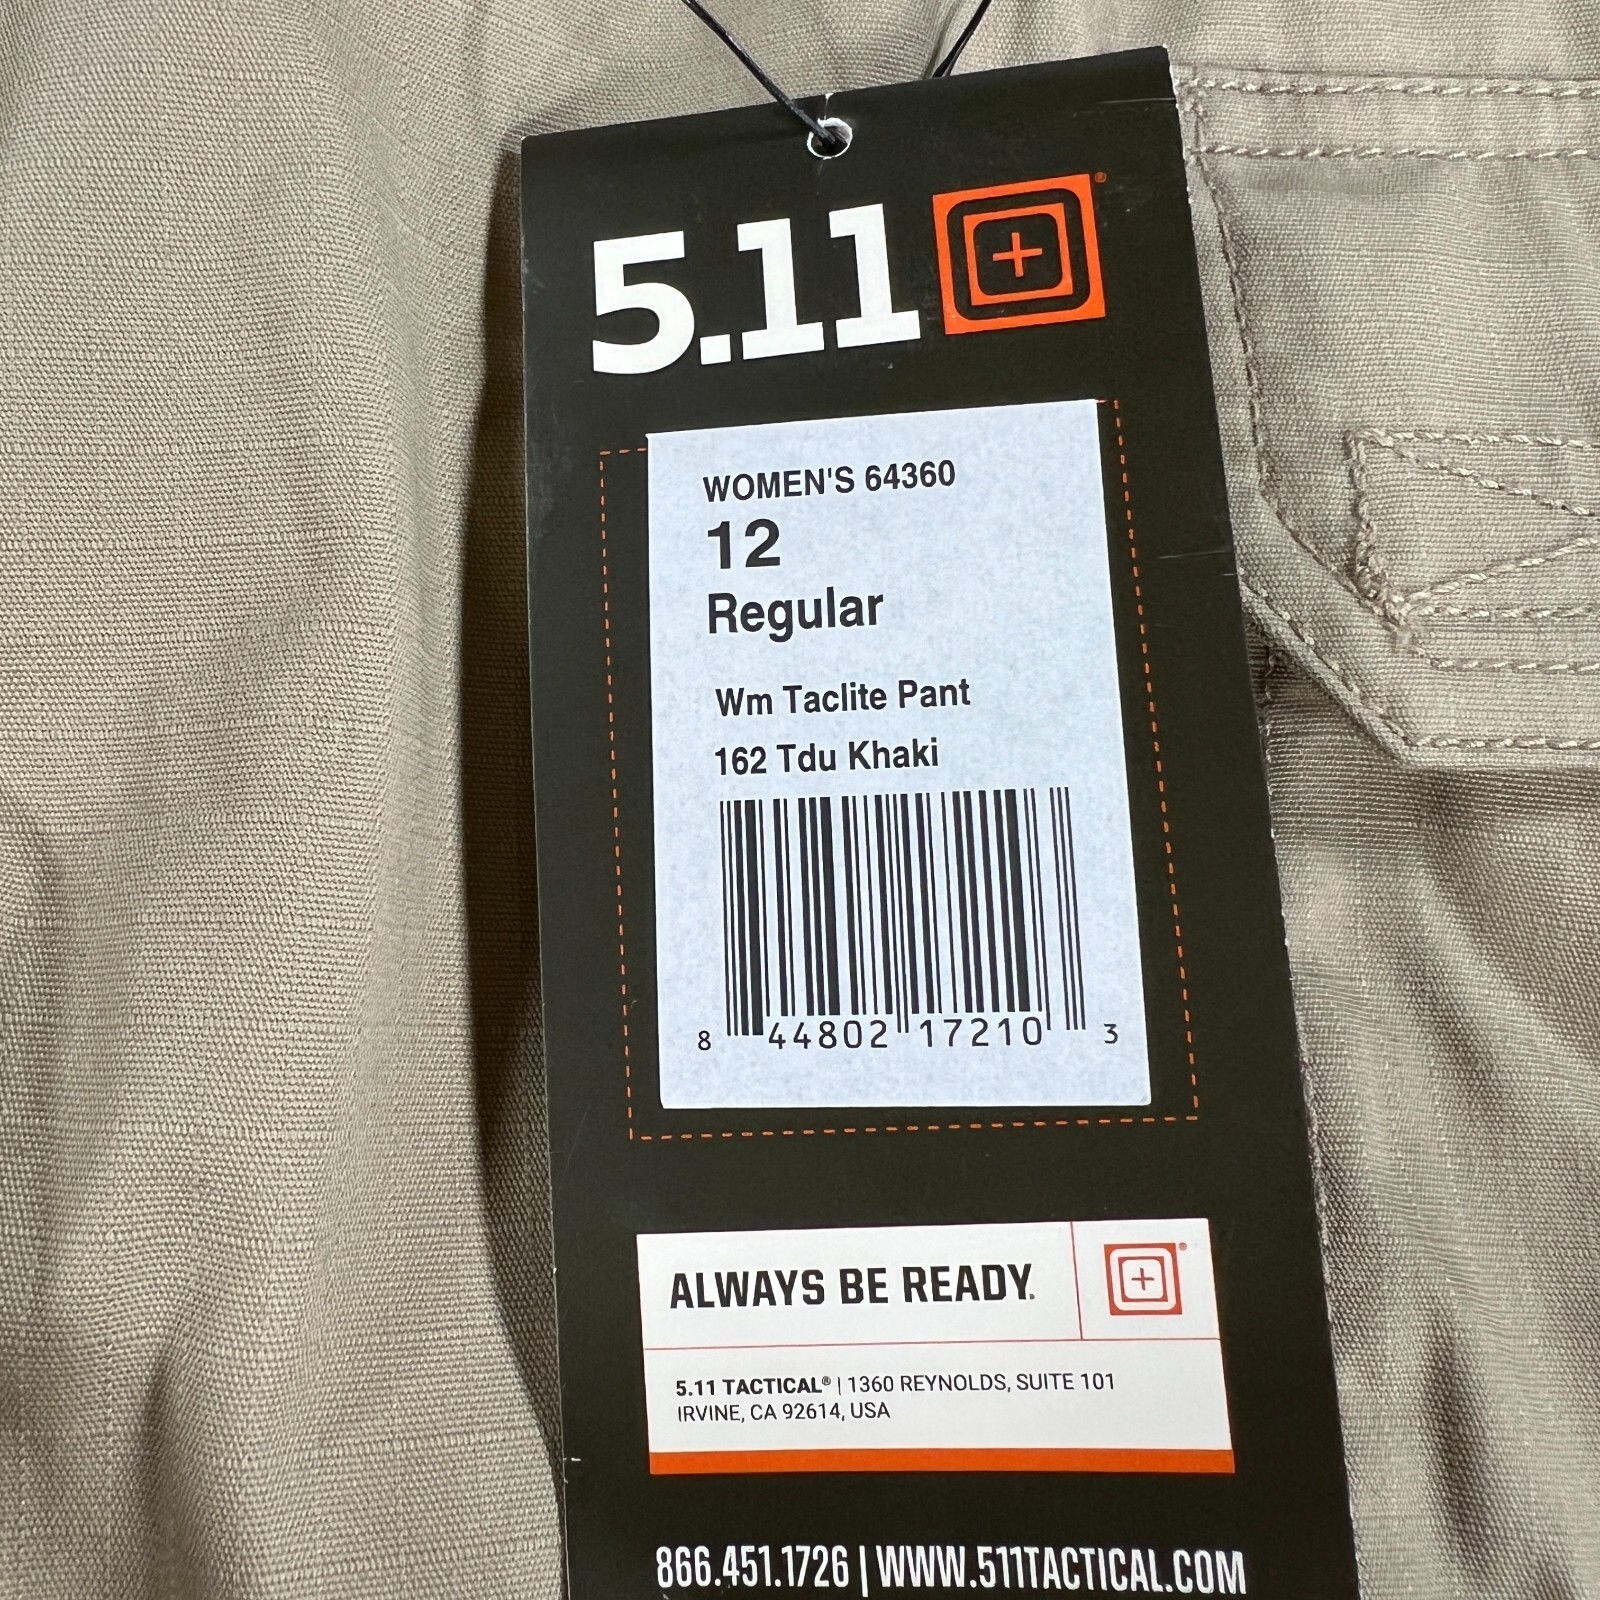 5.11
WOMEN'S 64360
12
Regular
Wm Taclite Pant
162 Tdu Khaki
8 44802 17210 3
ALWAYS BE READY.
5.11 TACTICAL® | 1360 REYNOLDS, SUITE 101
IRVINE, CA 92614, USA
866.451.1726 | WWW.511TACTICAL.COM